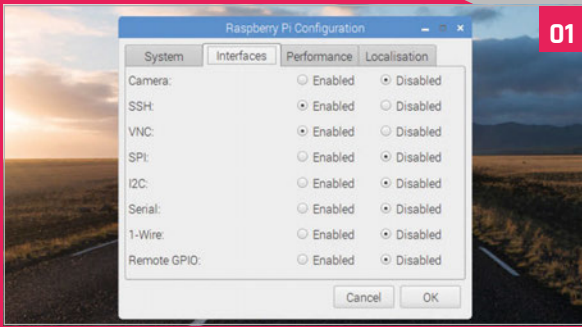 Raspberry Pi Configuration
01
System Interfaces Performance Localisation
Camera: Enabled Disabled
SSH: Enabled Disabled
VNC: Enabled Disabled
SPI: Enabled Disabled
I2C: Enabled Disabled
Serial: Enabled Disabled
1-Wire: Enabled Disabled
Remote GPIO: Enabled Disabled
Cancel OK